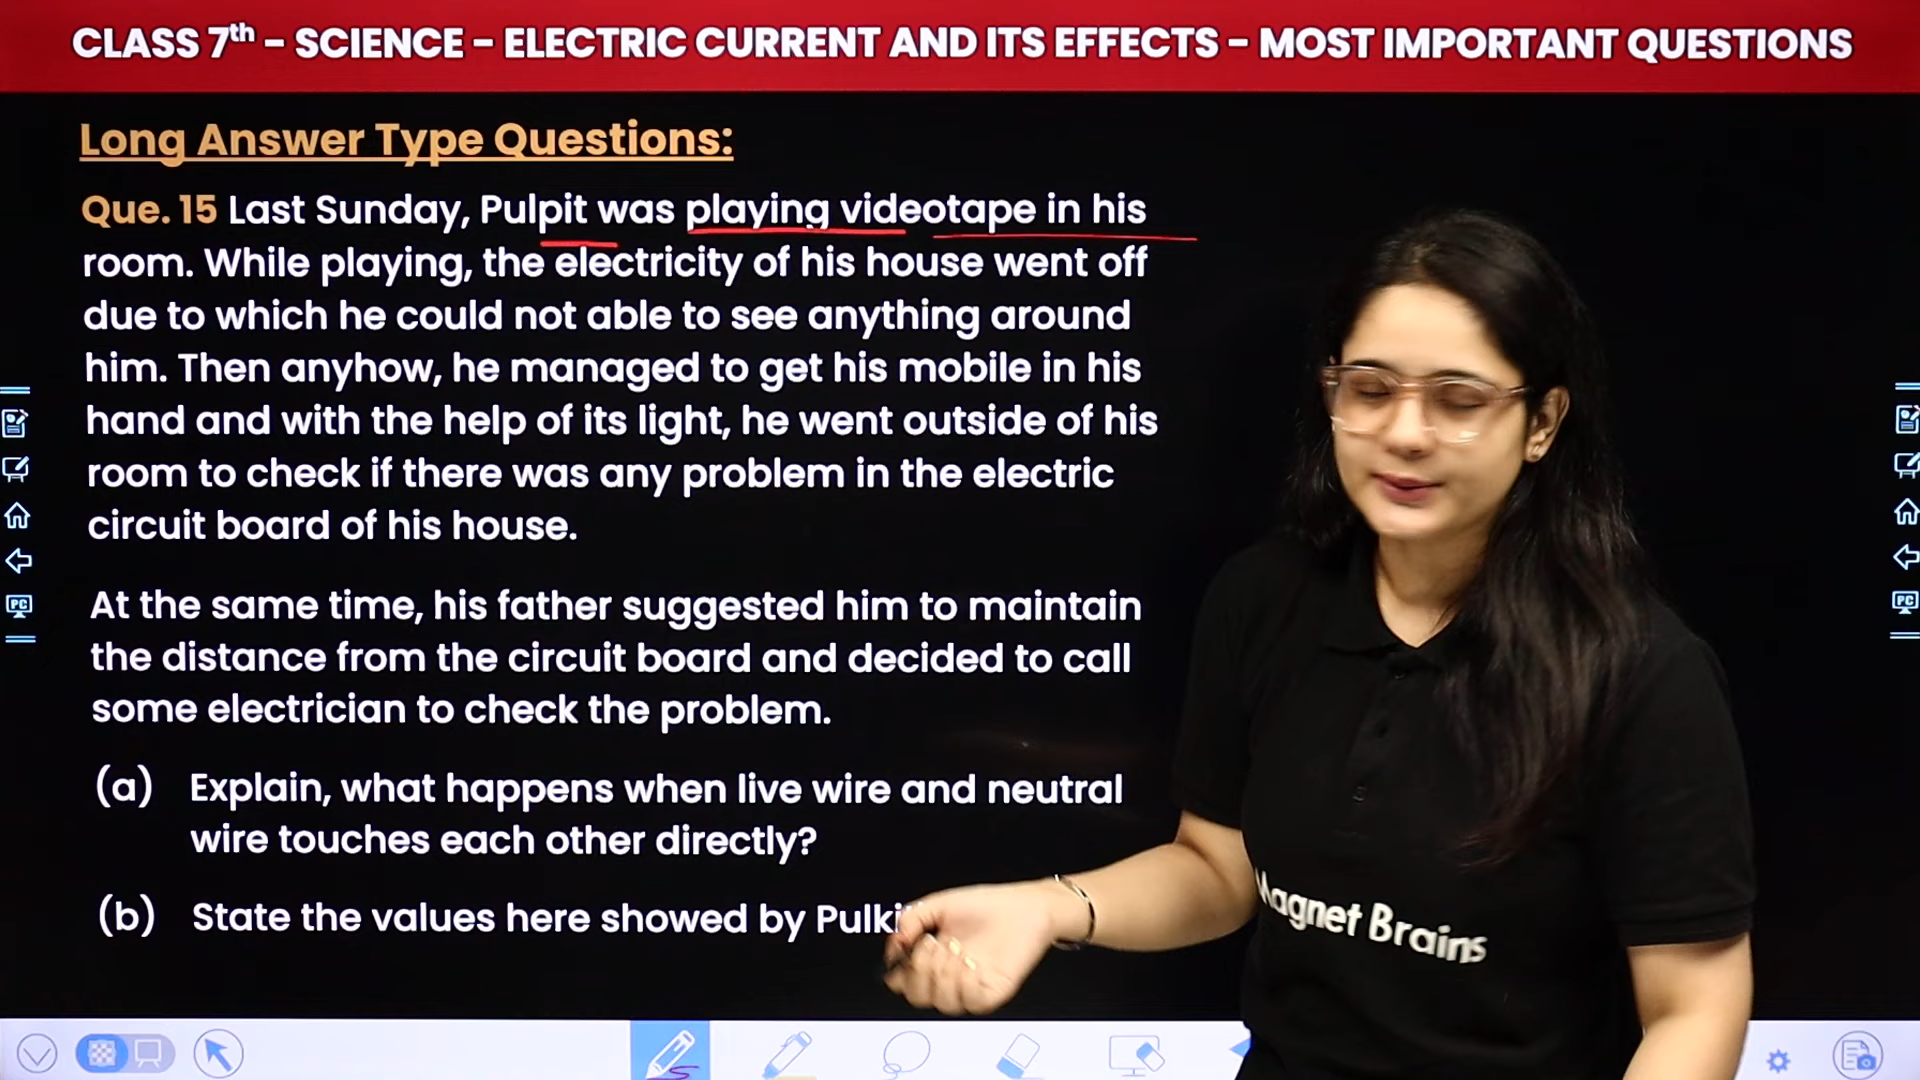 CLASS 7th - SCIENCE - ELECTRIC CURRENT AND ITS EFFECTS - MOST IMPORTANT QUESTIONS
Long Answer Type Questions:
Que. 15 Last Sunday, Pulpit was playing videotape in his
room. While playing, the electricity of his house went off
due to which he could not able to see anything around
him. Then anyhow, he managed to get his mobile in his
hand and with the help of its light, he went outside of his
room to check if there was any problem in the electric
circuit board of his house.
At the same time, his father suggested him to maintain
the distance from the circuit board and decided to call
some electrician to check the problem.
(a) Explain, what happens when live wire and neutral
wire touches each other directly?
(b) State the values here showed by
Magnet Brains
PC
PC